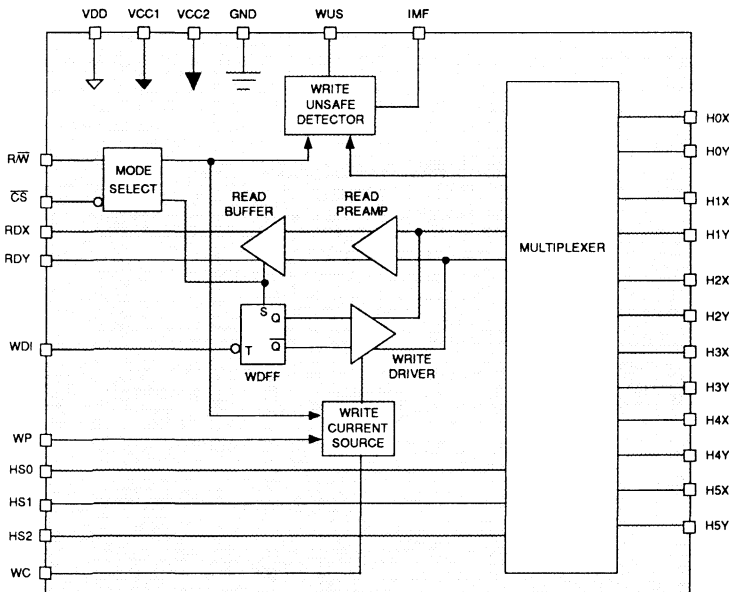 VDD VCC1 VCC2 GND WUS IMF
WRITE
UNSAFE
DETECTOR
R/W̅
MODE
SELECT
C̅S̅
READ
BUFFER
READ
PREAMP
RDX
RDY
MULTIPLEXER
S
Q
Q̅
T
WDI
WDFF
WRITE
DRIVER
WRITE
CURRENT
SOURCE
WP
HS0
HS1
HS2
WC
H0X
H0Y
H1X
H1Y
H2X
H2Y
H3X
H3Y
H4X
H4Y
H5X
H5Y